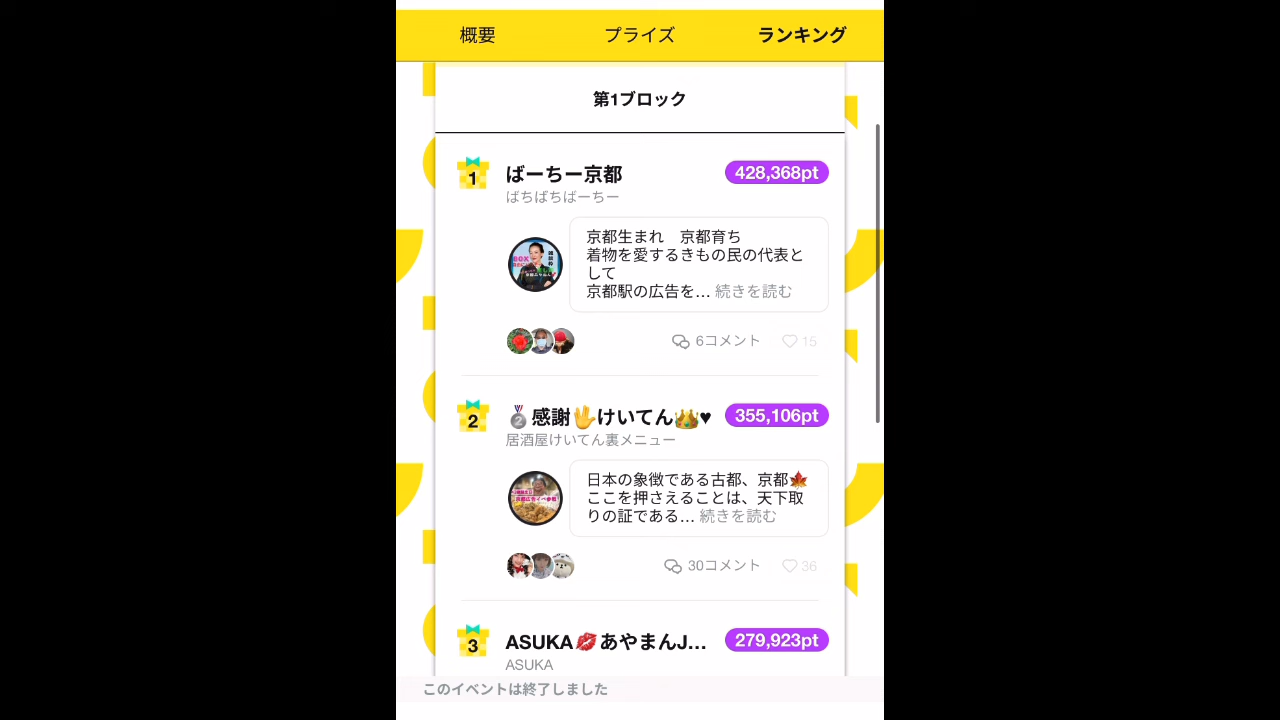 概要
プライズ
ランキング
第1ブロック
1
ばーちー京都
428,368pt
ばちばちばーちー
京都生まれ　京都育ち
着物を愛するきもの民の代表と
して
京都駅の広告を… 続きを読む
6コメント
15
2
🥈感謝🖖けいてん👑♥
355,106pt
居酒屋けいてん裏メニュー
日本の象徴である古都、京都🍁
ここを押さえることは、天下取
りの証である… 続きを読む
30コメント
36
3
ASUKA💋あやまんJ…
279,923pt
ASUKA
このイベントは終了しました